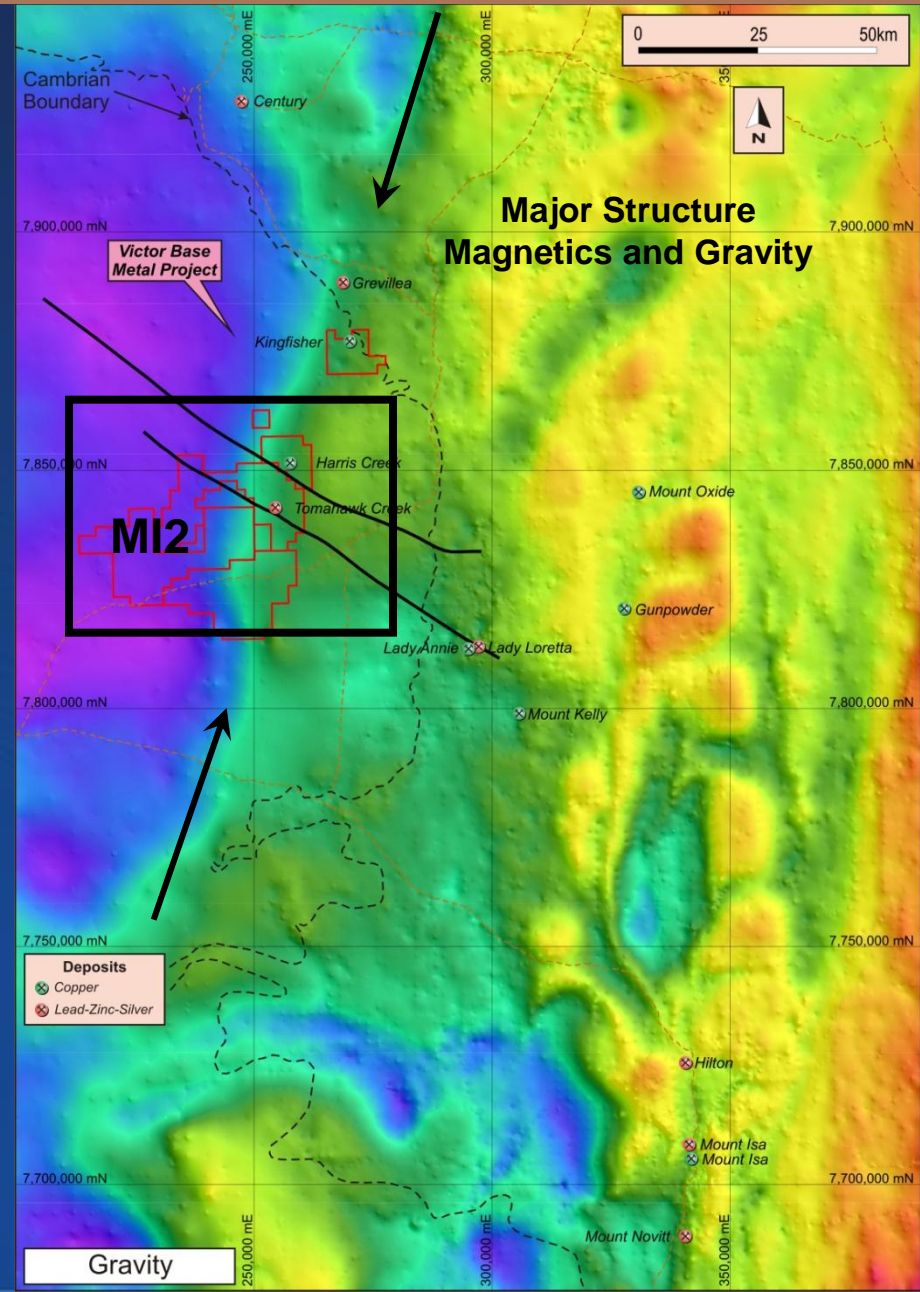 0 25 50km
N
250,000 mE
300,000 mE
35
Cambrian
Boundary
Century
Major Structure
Magnetics and Gravity
7,900,000 mN
7,900,000 mN
Victor Base
Metal Project
Grevillea
Kingfisher
7,850,000 mN
7,850,000 mN
Harris Creek
Mount Oxide
Tomahawk Creek
MI2
Gunpowder
Lady Annie
Lady Loretta
7,800,000 mN
7,800,000 mN
Mount Kelly
7,750,000 mN
7,750,000 mN
Deposits
Copper
Lead-Zinc-Silver
Hilton
Mount Isa
Mount Isa
7,700,000 mN
7,700,000 mN
Mount Novitt
Gravity
250,000 mE
300,000 mE
350,000 mE